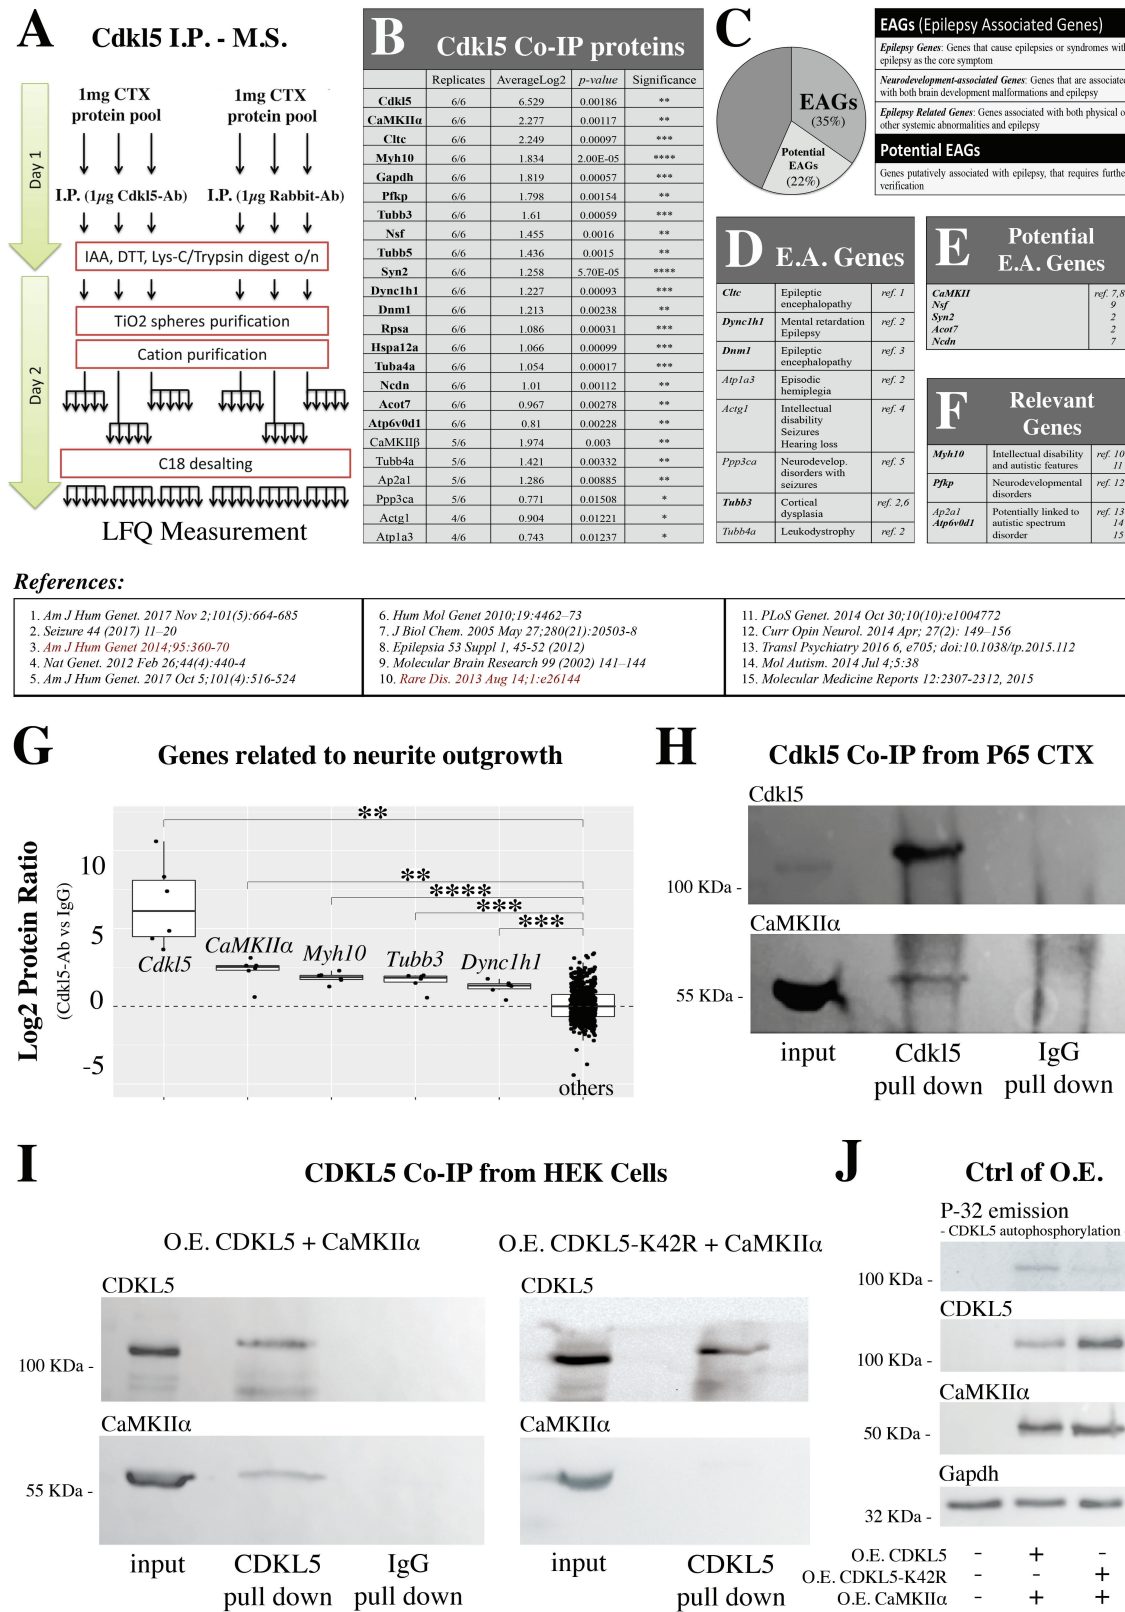 A Cdkl5 I.P. - M.S.
Day 1
Day 2
1mg CTX protein pool
1mg CTX protein pool
I.P. (1µg Cdkl5-Ab)
I.P. (1µg Rabbit-Ab)
IAA, DTT, Lys-C/Trypsin digest o/n
TiO2 spheres purification
Cation purification
C18 desalting
LFQ Measurement
B Cdkl5 Co-IP proteins
Replicates AverageLog2 p-value Significance
Cdkl5 6/6 6.529 0.00186 **
CaMKIIα 6/6 2.277 0.00117 **
Cltc 6/6 2.249 0.00097 ***
Myh10 6/6 1.834 2.00E-05 ****
Gapdh 6/6 1.819 0.00057 ***
Pfkp 6/6 1.798 0.00154 **
Tubb3 6/6 1.61 0.00059 ***
Nsf 6/6 1.455 0.0016 **
Tubb5 6/6 1.436 0.0015 **
Syn2 6/6 1.258 5.70E-05 ****
Dync1h1 6/6 1.227 0.00093 ***
Dnm1 6/6 1.213 0.00238 **
Rpsa 6/6 1.086 0.00031 ***
Hspa12a 6/6 1.066 0.00099 ***
Tuba4a 6/6 1.054 0.00017 ***
Ncdn 6/6 1.01 0.00112 **
Acot7 6/6 0.967 0.00278 **
Atp6v0d1 6/6 0.81 0.00228 **
CaMKIIβ 5/6 1.974 0.003 **
Tubb4a 5/6 1.421 0.00332 **
Ap2a1 5/6 1.286 0.00885 **
Ppp3ca 5/6 0.771 0.01508 *
Actg1 4/6 0.904 0.01221 *
Atp1a3 4/6 0.743 0.01237 *
C
EAGs
(35%)
Potential
EAGs
(22%)
EAGs (Epilepsy Associated Genes)
Epilepsy Genes: Genes that cause epilepsies or syndromes with
epilepsy as the core symptom
Neurodevelopment-associated Genes: Genes that are associated
with both brain development malformations and epilepsy
Epilepsy Related Genes: Genes associated with both physical o
other systemic abnormalities and epilepsy
Potential EAGs
Genes putatively associated with epilepsy, that requires further
verification
D E.A. Genes
Cltc Epileptic encephalopathy ref. 1
Dync1h1 Mental retardation Epilepsy ref. 2
Dnm1 Epileptic encephalopathy ref. 3
Atp1a3 Episodic hemiplegia ref. 2
Actg1 Intellectual disability Seizures Hearing loss ref. 4
Ppp3ca Neurodevelop. disorders with seizures ref. 5
Tubb3 Cortical dysplasia ref. 2,6
Tubb4a Leukodystrophy ref. 2
E Potential E.A. Genes
CaMKII ref. 7,8
Nsf 9
Syn2 2
Acot7 2
Ncdn 7
F Relevant Genes
Myh10 Intellectual disability and autistic features ref. 10 11
Pfkp Neurodevelopmental disorders ref. 12
Ap2a1 Atp6v0d1 Potentially linked to autistic spectrum disorder ref. 13 14 15
References:
1. Am J Hum Genet. 2017 Nov 2;101(5):664-685
2. Seizure 44 (2017) 11–20
3. Am J Hum Genet 2014;95:360-70
4. Nat Genet. 2012 Feb 26;44(4):440-4
5. Am J Hum Genet. 2017 Oct 5;101(4):516-524
6. Hum Mol Genet 2010;19:4462–73
7. J Biol Chem. 2005 May 27;280(21):20503-8
8. Epilepsia 53 Suppl 1, 45-52 (2012)
9. Molecular Brain Research 99 (2002) 141–144
10. Rare Dis. 2013 Aug 14;1:e26144
11. PLoS Genet. 2014 Oct 30;10(10):e1004772
12. Curr Opin Neurol. 2014 Apr; 27(2): 149–156
13. Transl Psychiatry 2016 6, e705; doi:10.1038/tp.2015.112
14. Mol Autism. 2014 Jul 4;5:38
15. Molecular Medicine Reports 12:2307-2312, 2015
G Genes related to neurite outgrowth
Log2 Protein Ratio
(Cdkl5-Ab vs IgG)
10
5
0
-5
**
**
****
***
***
Cdkl5
CaMKIIα
Myh10
Tubb3
Dync1h1
others
H Cdkl5 Co-IP from P65 CTX
Cdkl5
100 KDa -
CaMKIIα
55 KDa -
input
Cdkl5 pull down
IgG pull down
I CDKL5 Co-IP from HEK Cells
O.E. CDKL5 + CaMKIIα
O.E. CDKL5-K42R + CaMKIIα
CDKL5
CDKL5
100 KDa -
CaMKIIα
CaMKIIα
55 KDa -
input
CDKL5 pull down
IgG pull down
input
CDKL5 pull down
J Ctrl of O.E.
P-32 emission
- CDKL5 autophosphorylation -
100 KDa -
CDKL5
100 KDa -
CaMKIIα
50 KDa -
Gapdh
32 KDa -
O.E. CDKL5 - + -
O.E. CDKL5-K42R - - +
O.E. CaMKIIα - + +